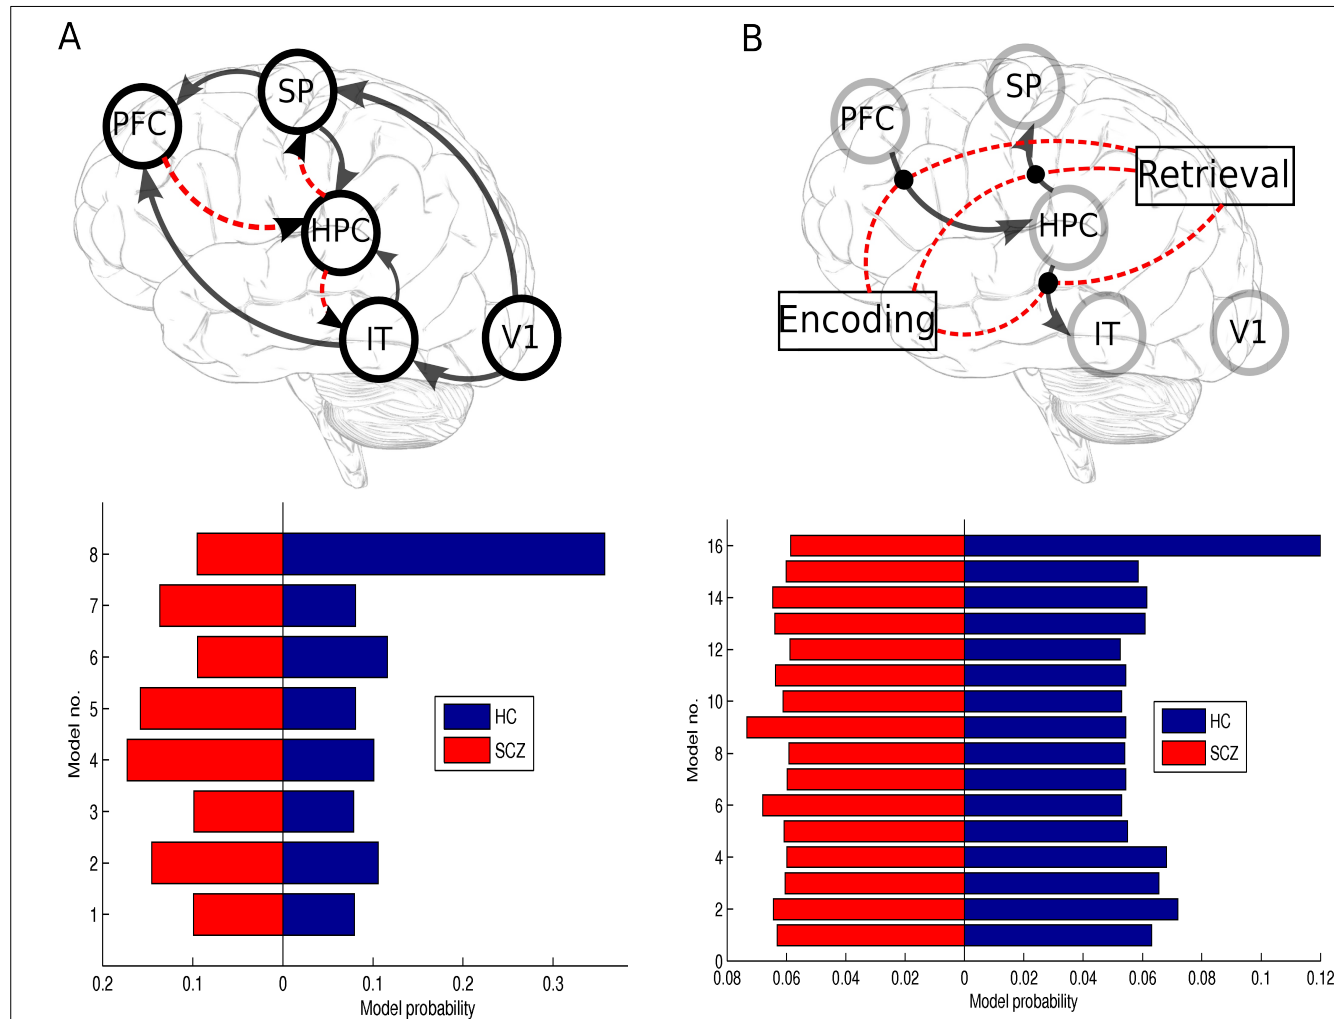 A
SP
PFC
HPC
IT
V1
B
SP
PFC
Retrieval
HPC
Encoding
IT
V1
8
7
6
5
4
3
2
1
Model no.
HC
SCZ
0.2
0.1
0
0.1
0.2
0.3
Model probability
16
14
12
10
8
6
4
2
0
Model no.
HC
SCZ
0.08
0.06
0.04
0.02
0
0.02
0.04
0.06
0.08
0.1
0.12
Model probability